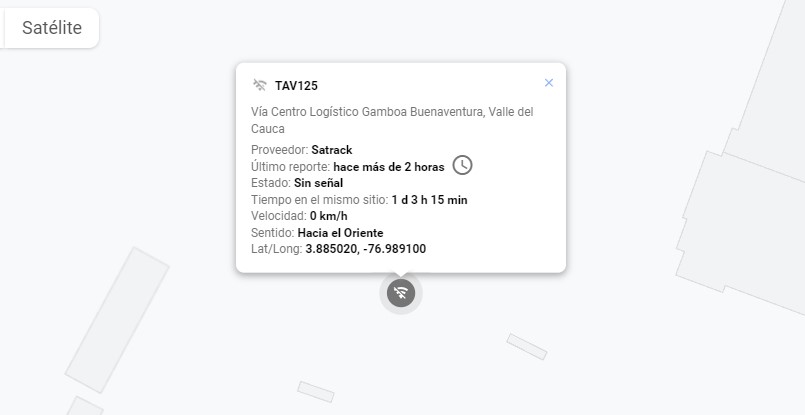 Satélite
TAV125
Vía Centro Logístico Gamboa Buenaventura, Valle del
Cauca
Proveedor: Satrack
Último reporte: hace más de 2 horas
Estado: Sin señal
Tiempo en el mismo sitio: 1 d 3 h 15 min
Velocidad: 0 km/h
Sentido: Hacia el Oriente
Lat/Long: 3.885020, -76.989100